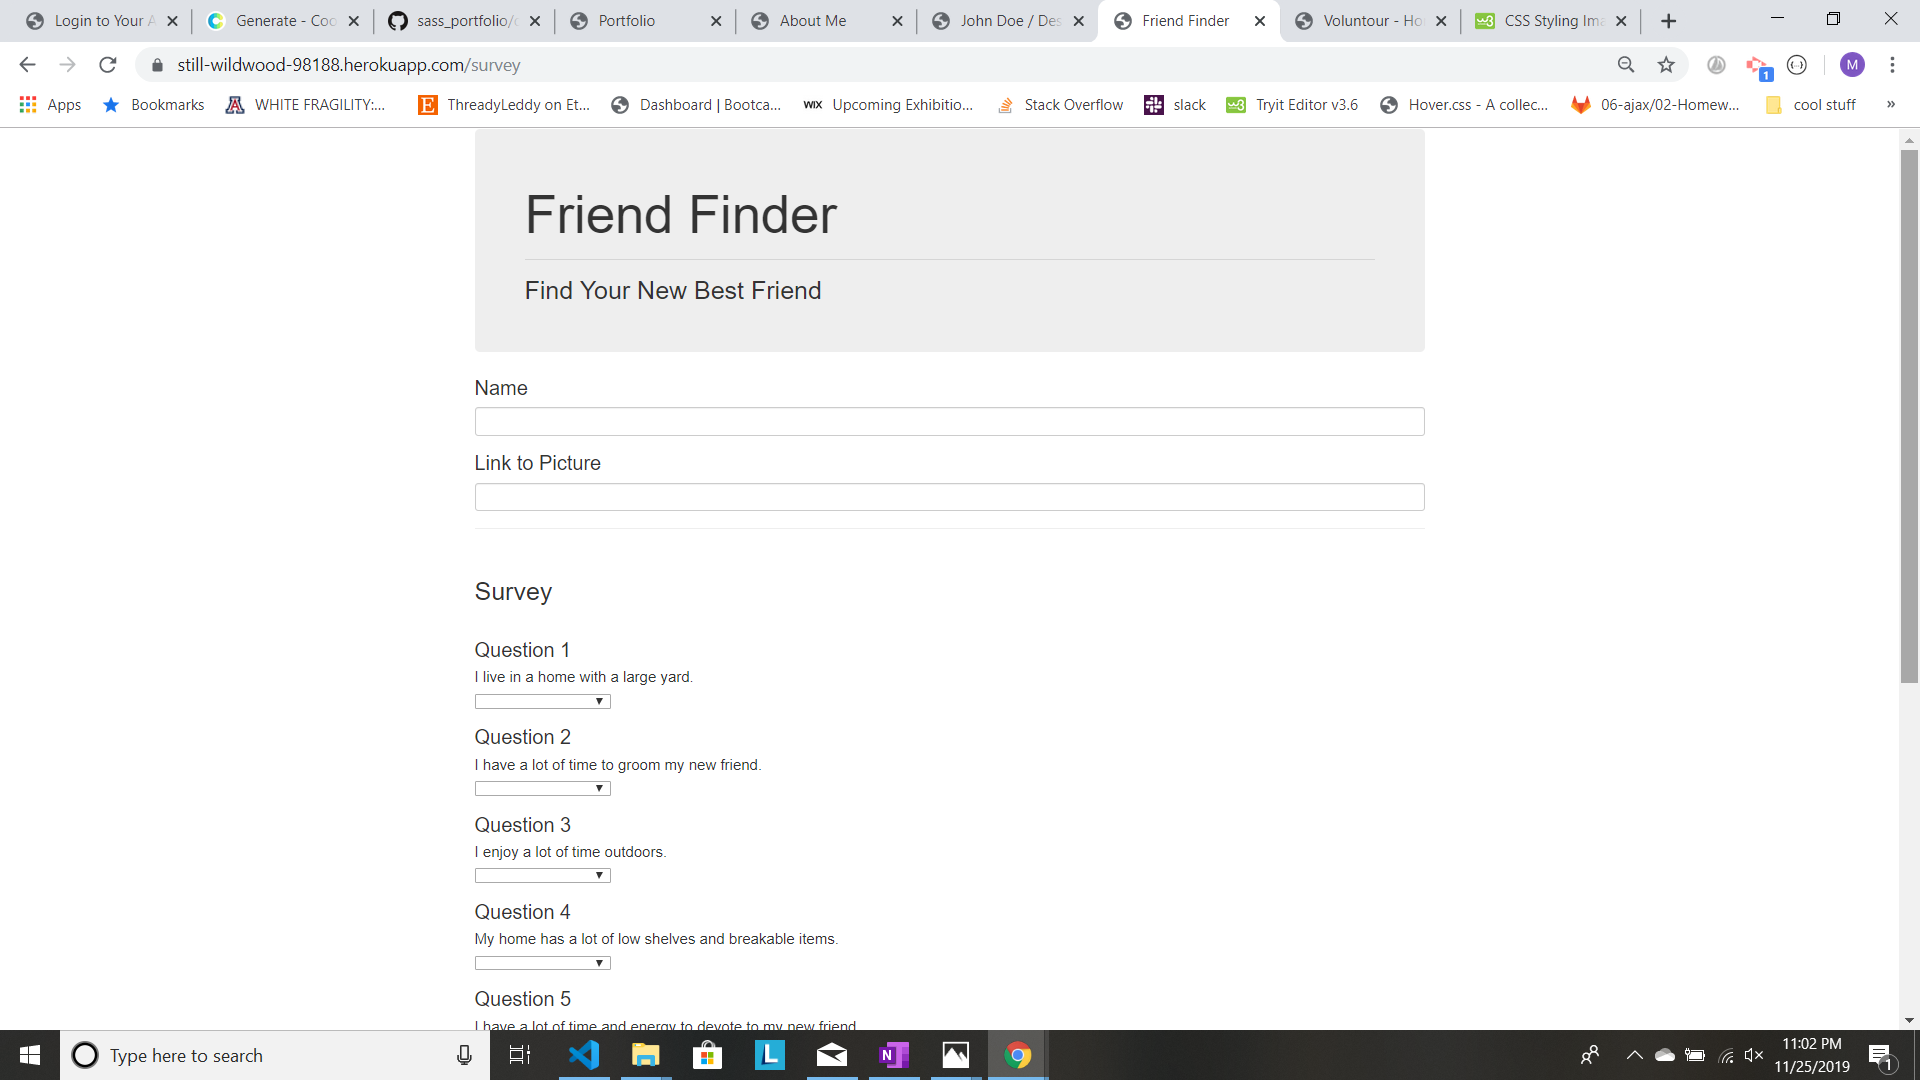 Login to Your A
Generate - Coo
sass_portfolio/
Portfolio
About Me
John Doe / Des
Friend Finder
Voluntour - Ho
CSS Styling Ima
still-wildwood-98188.herokuapp.com/survey
1
M
Apps
Bookmarks
WHITE FRAGILITY:...
ThreadyLeddy on Et...
Dashboard | Bootca...
WIX
Upcoming Exhibitio...
Stack Overflow
slack
Tryit Editor v3.6
Hover.css - A collec...
06-ajax/02-Homew...
cool stuff
»
Friend Finder
Find Your New Best Friend
Name
Link to Picture
Survey
Question 1
I live in a home with a large yard.
Question 2
I have a lot of time to groom my new friend.
Question 3
I enjoy a lot of time outdoors.
Question 4
My home has a lot of low shelves and breakable items.
Question 5
I have a lot of time and energy to devote to my new friend
Type here to search
L
N
11:02 PM
11/25/2019
1